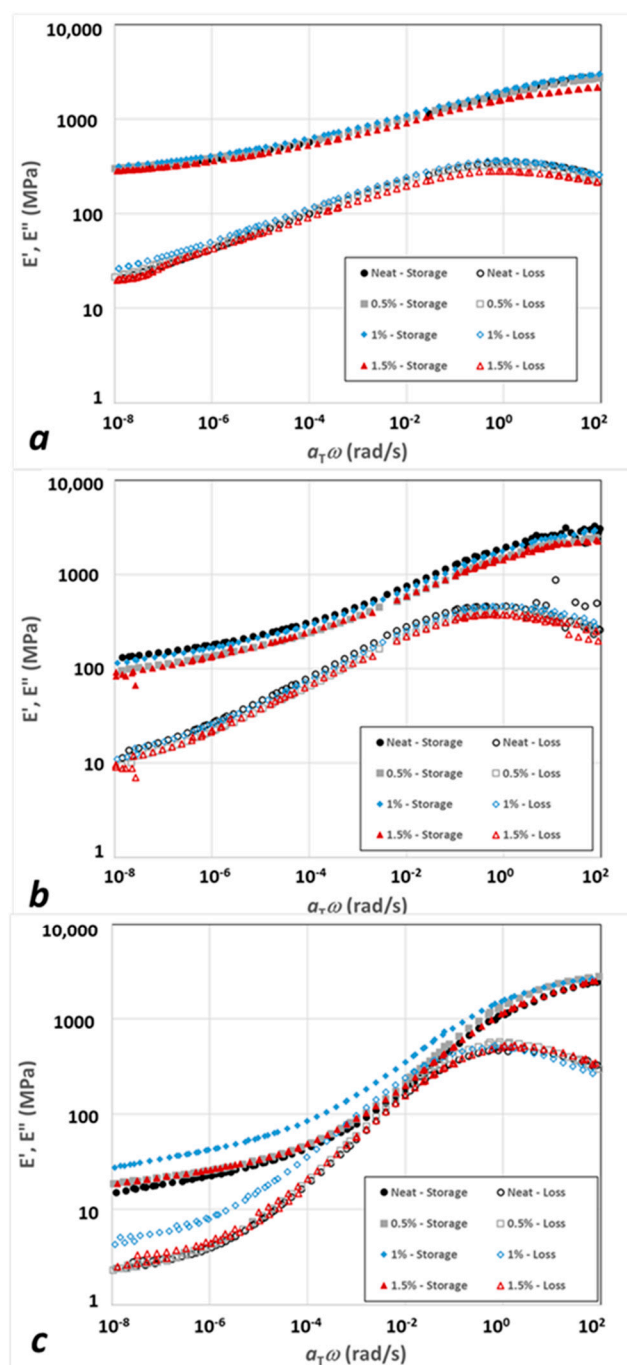 10,000
1000
100
10
1
E', E" (MPa)
Neat - Storage Neat - Loss
0.5% - Storage 0.5% - Loss
1% - Storage 1% - Loss
1.5% - Storage 1.5% - Loss
10⁻⁸ 10⁻⁶ 10⁻⁴ 10⁻² 10⁰ 10²
a
aTω (rad/s)
10,000
1000
100
10
1
E', E" (MPa)
Neat - Storage Neat - Loss
0.5% - Storage 0.5% - Loss
1% - Storage 1% - Loss
1.5% - Storage 1.5% - Loss
10⁻⁸ 10⁻⁶ 10⁻⁴ 10⁻² 10⁰ 10²
b
aTω (rad/s)
10,000
1000
100
10
1
E', E" (MPa)
Neat - Storage Neat - Loss
0.5% - Storage 0.5% - Loss
1% - Storage 1% - Loss
1.5% - Storage 1.5% - Loss
10⁻⁸ 10⁻⁶ 10⁻⁴ 10⁻² 10⁰ 10²
c
aTω (rad/s)